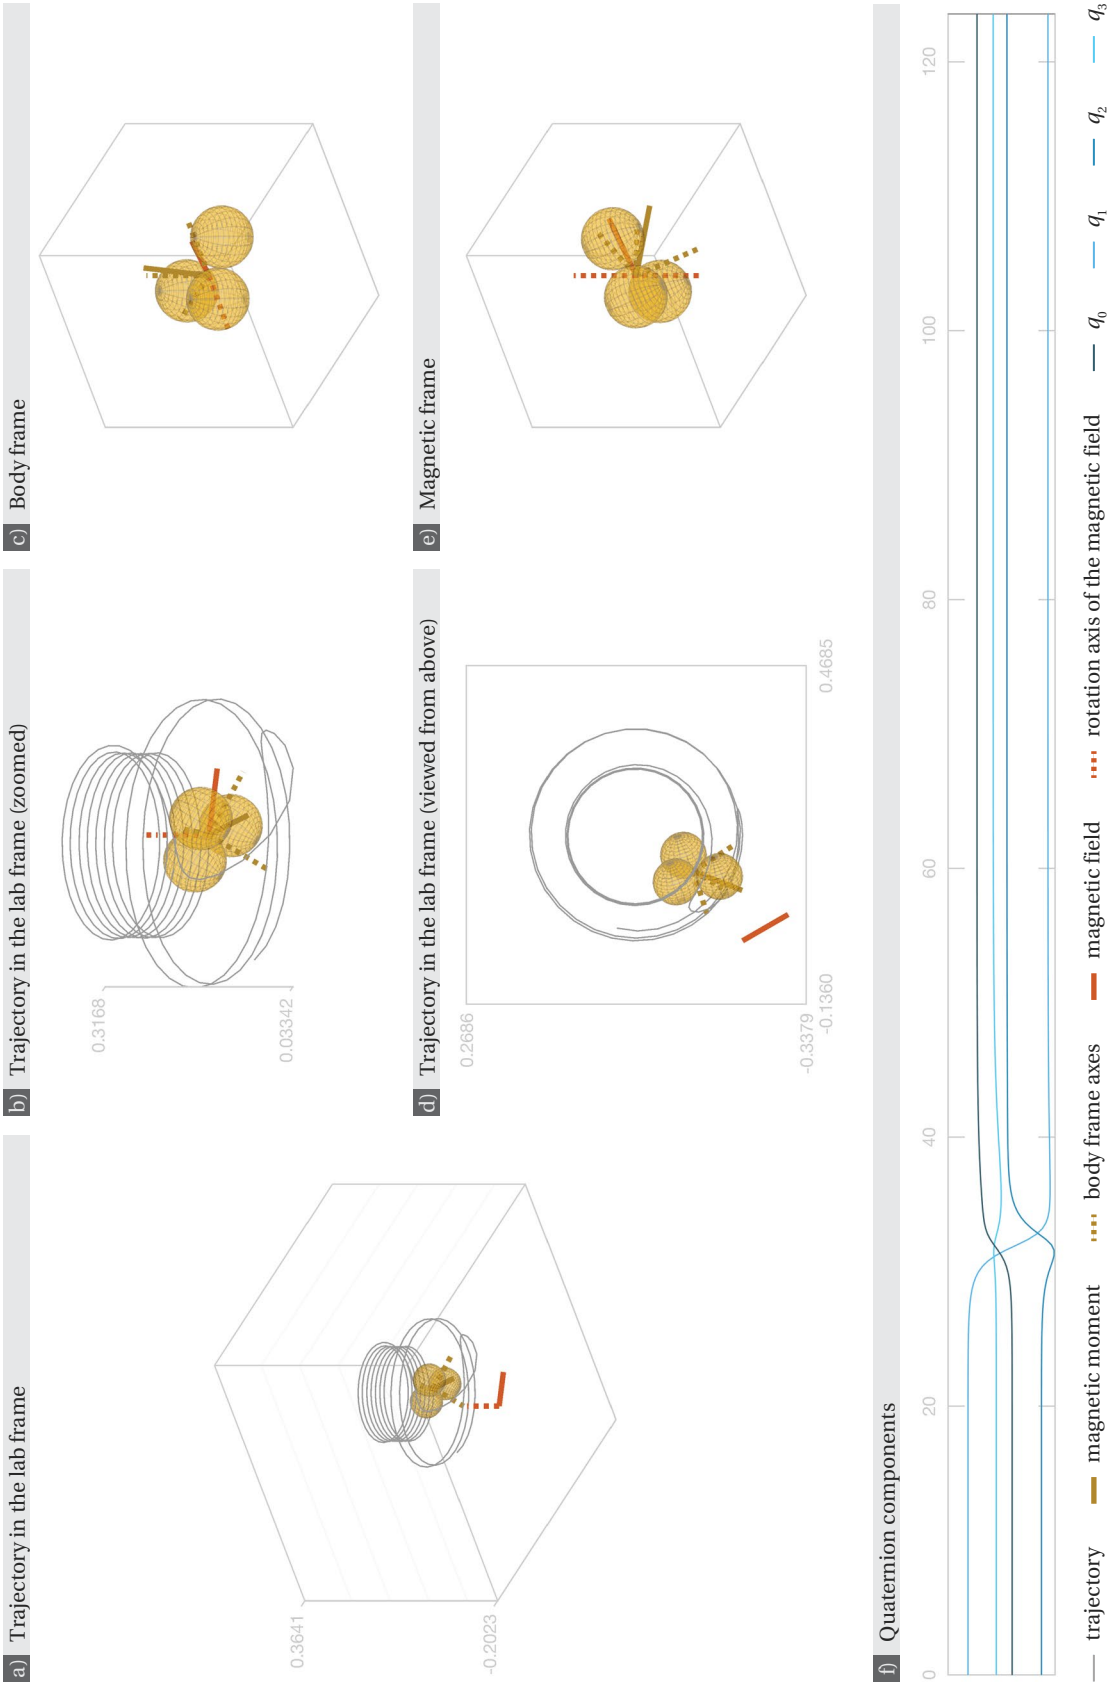 a) Trajectory in the lab frame
0.3641
-0.2023
b) Trajectory in the lab frame (zoomed)
0.3168
0.03342
c) Body frame
d) Trajectory in the lab frame (viewed from above)
0.2686
-0.3379
-0.1360
0.4685
e) Magnetic frame
f) Quaternion components
0 20 40 60 80 100 120
trajectory magnetic moment body frame axes magnetic field rotation axis of the magnetic field q₀ q₁ q₂ q₃